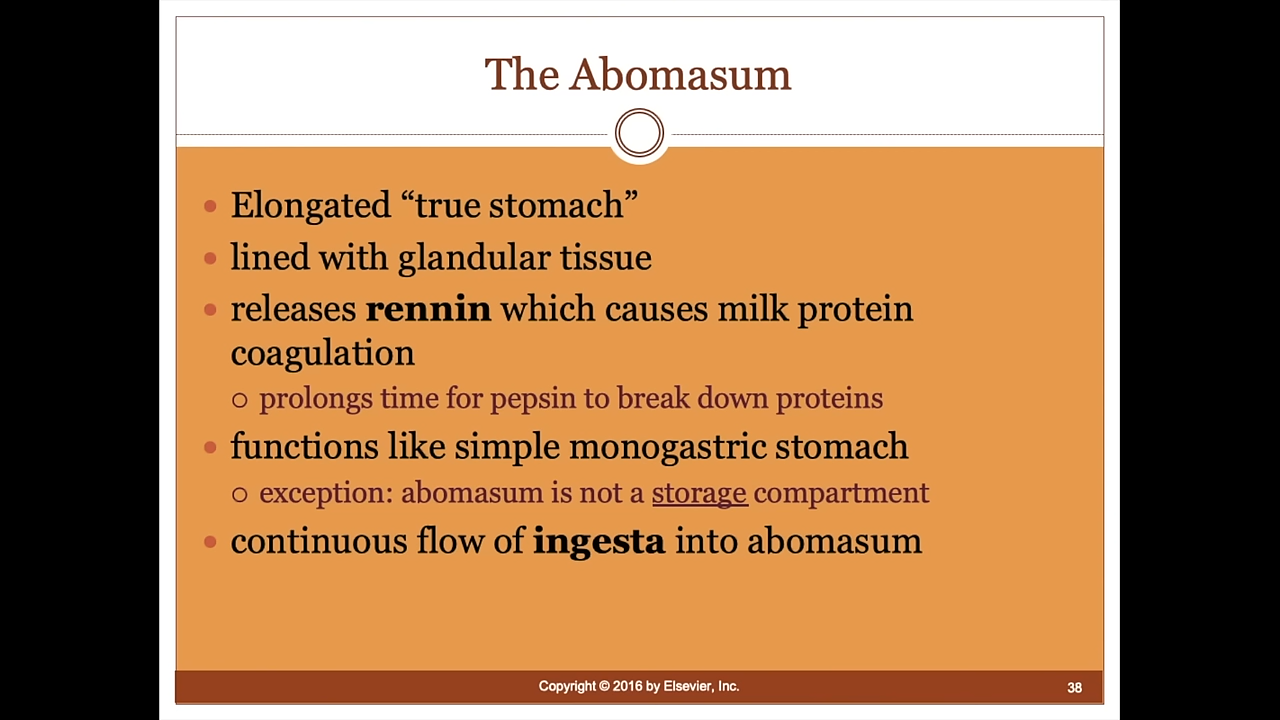 The Abomasum
Elongated “true stomach”
lined with glandular tissue
releases rennin which causes milk protein
coagulation
prolongs time for pepsin to break down proteins
functions like simple monogastric stomach
exception: abomasum is not a storage compartment
continuous flow of ingesta into abomasum
Copyright © 2016 by Elsevier, Inc.
38